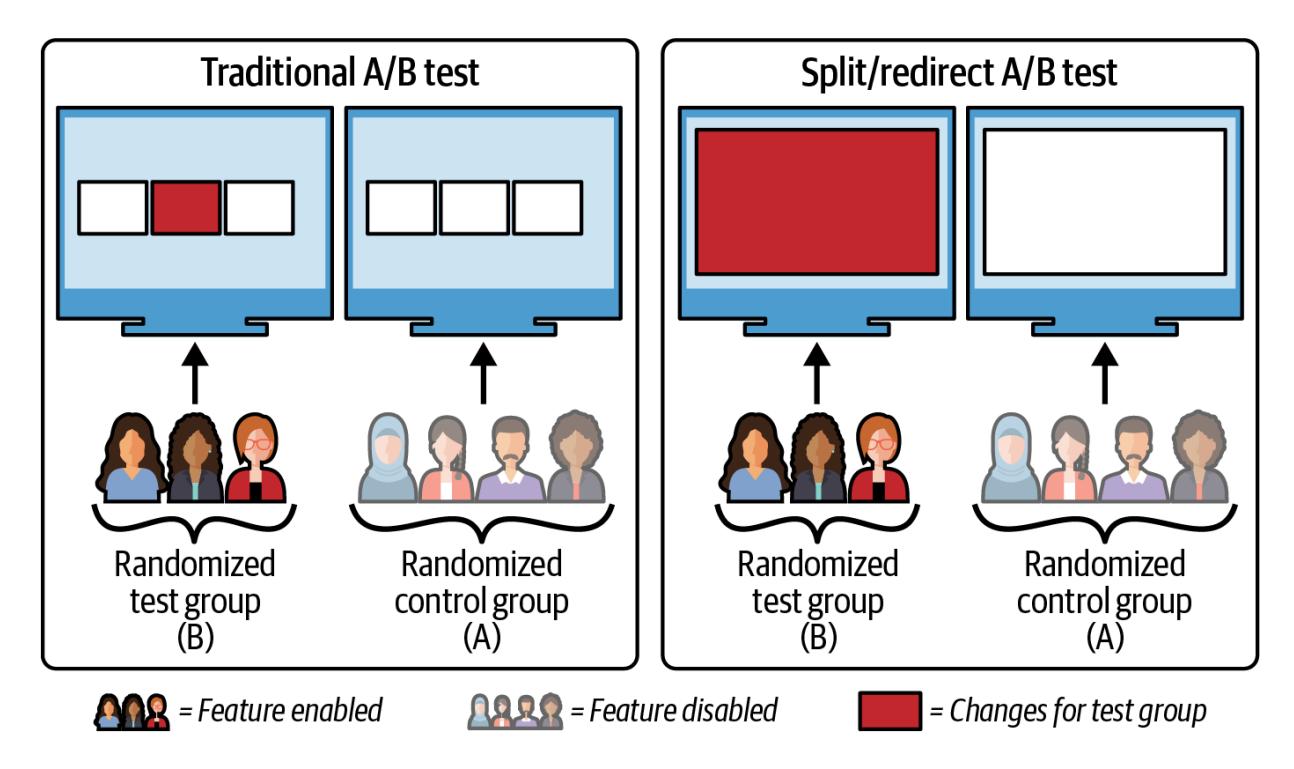 Traditional A/B test
Randomized
test group
(B)
Randomized
control group
(A)
Split/redirect A/B test
Randomized
test group
(B)
Randomized
control group
(A)
= Feature enabled
= Feature disabled
= Changes for test group